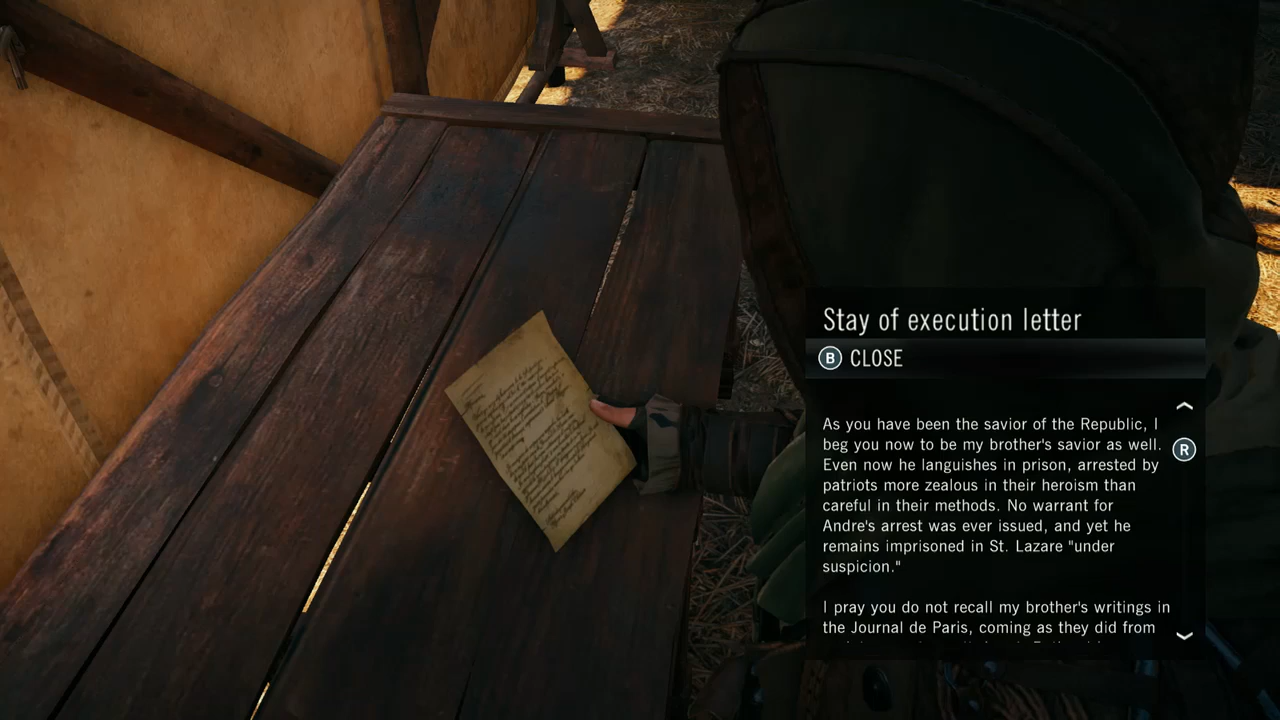 Stay of execution letter
B CLOSE
As you have been the savior of the Republic, I
beg you now to be my brother's savior as well.
R
Even now he languishes in prison, arrested by
patriots more zealous in their heroism than
careful in their methods. No warrant for
Andre's arrest was ever issued, and yet he
remains imprisoned in St. Lazare "under
suspicion."
I pray you do not recall my brother's writings in
the Journal de Paris, coming as they did from